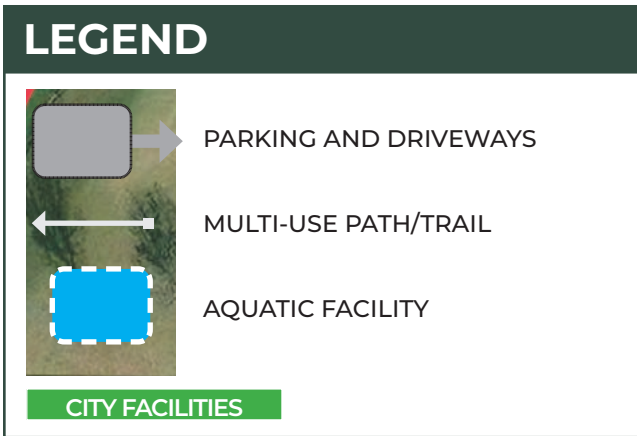 LEGEND
PARKING AND DRIVEWAYS
MULTI-USE PATH/TRAIL
AQUATIC FACILITY
CITY FACILITIES